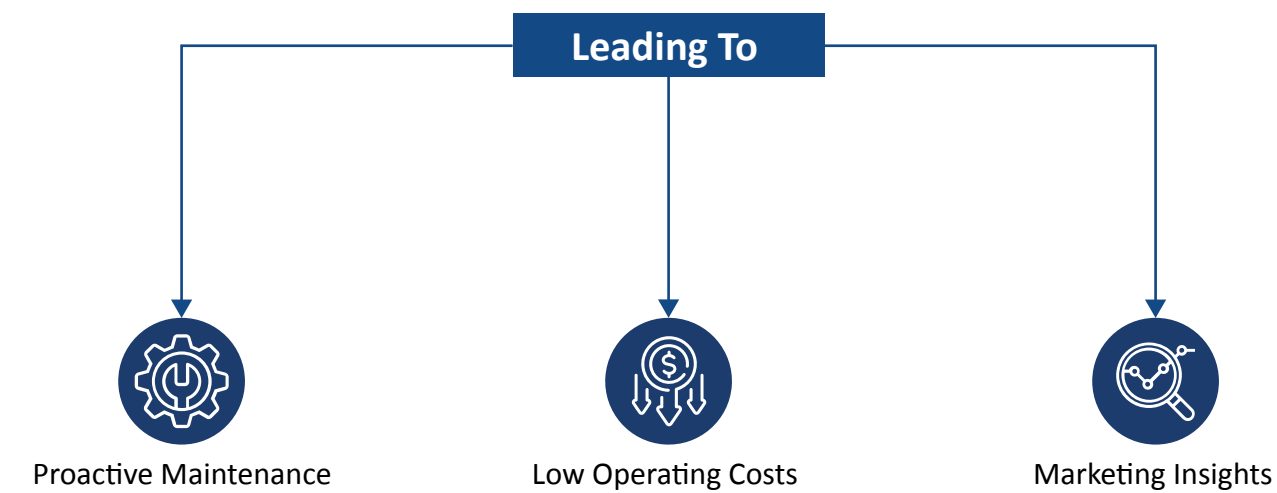 Leading To
$
Proactive Maintenance
Low Operating Costs
Marketing Insights